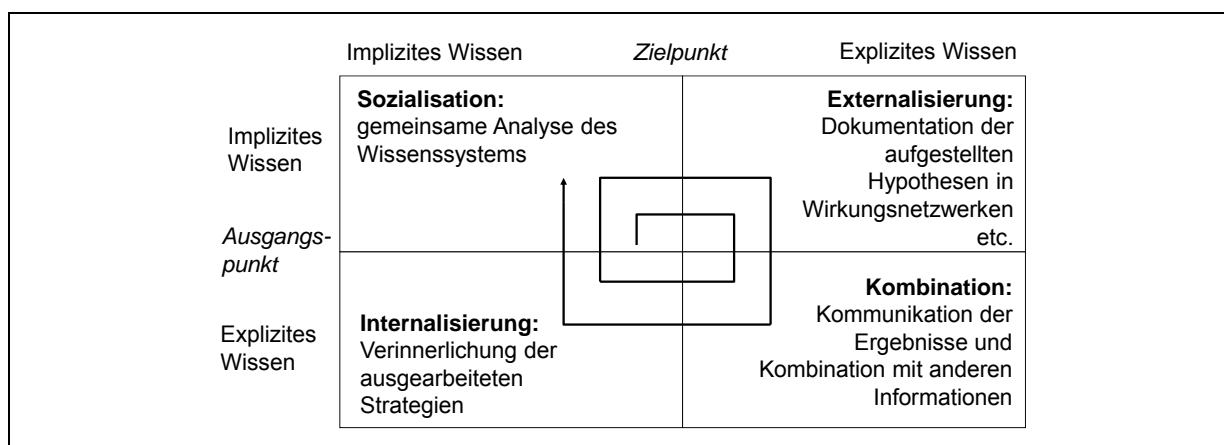 Implizites Wissen Zielpunkt Explizites Wissen
Sozialisation:
gemeinsame Analyse des
Wissenssystems
Externalisierung:
Dokumentation der
aufgestellten
Hypothesen in
Wirkungsnetzwerken
etc.
Implizites
Wissen
Ausgangs-
punkt
Explizites
Wissen
Internalisierung:
Verinnerlichung der
ausgearbeiteten
Strategien
Kombination:
Kommunikation der
Ergebnisse und
Kombination mit anderen
Informationen